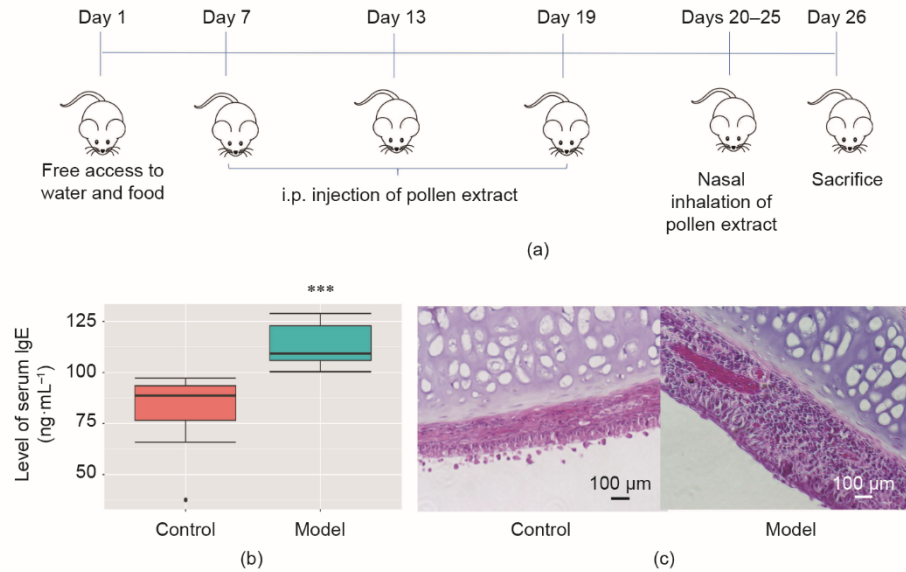 Day 1 Day 7 Day 13 Day 19 Days 20–25 Day 26
Free access to
water and food
i.p. injection of pollen extract
Nasal
inhalation of
pollen extract
Sacrifice
(a)
Level of serum IgE
(ng·mL⁻¹)
125
100
75
50
***
Control Model
(b)
100 μm
100 μm
Control Model
(c)